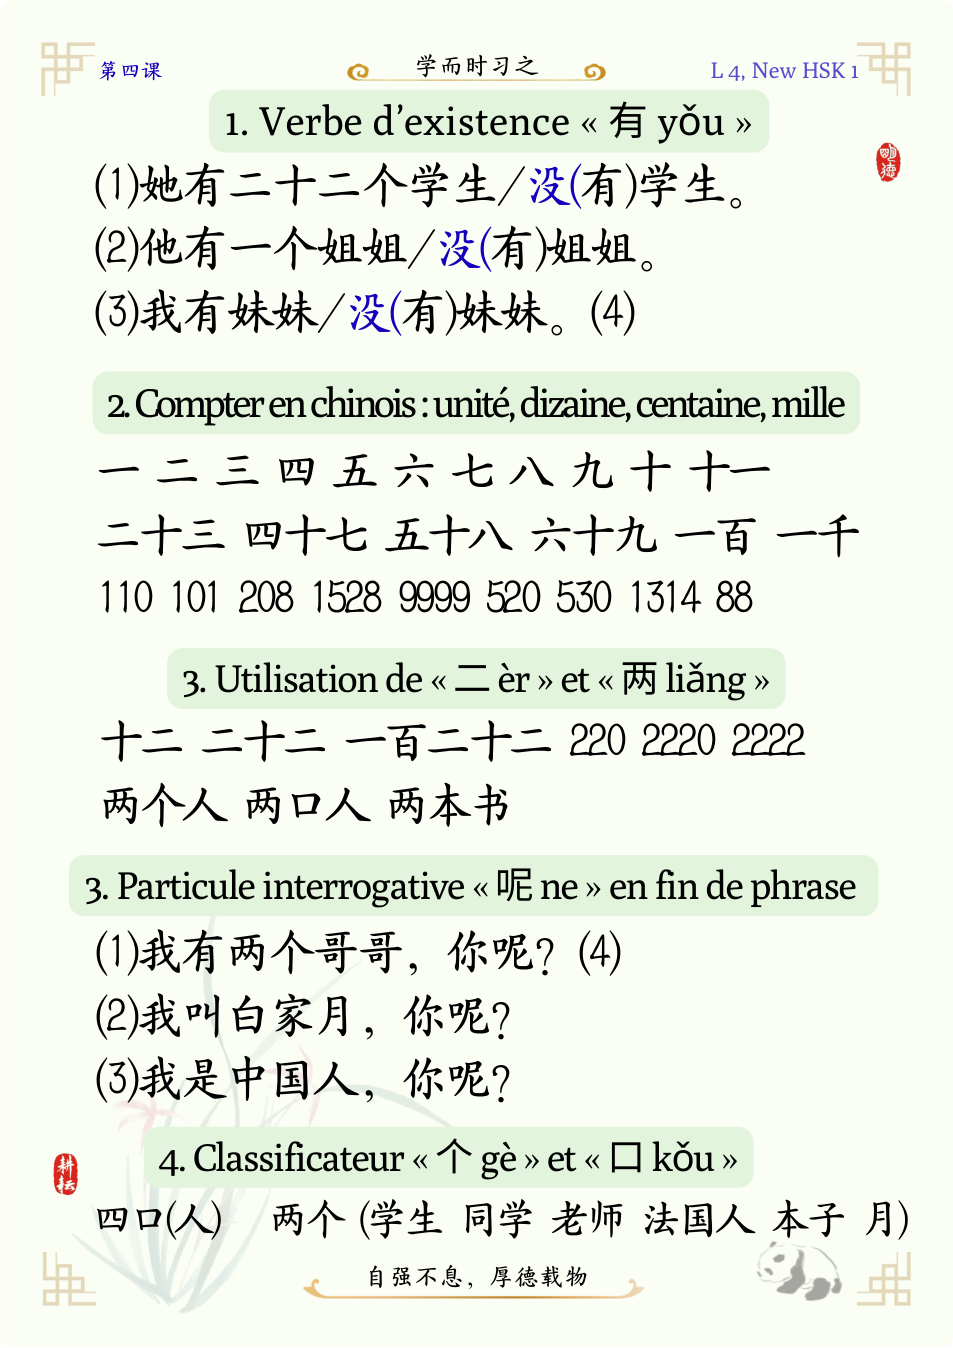 第四课
学而时习之
L 4, New HSK 1
1. Verbe d’existence « 有 yǒu »
明德
(1)她有二十二个学生/没(有)学生。
(2)他有一个姐姐/没(有)姐姐。
(3)我有妹妹/没(有)妹妹。(4)
2. Compter en chinois : unité, dizaine, centaine, mille
一 二 三 四 五 六 七 八 九 十 十一
二十三 四十七 五十八 六十九 一百 一千
110 101 208 1528 9999 520 530 1314 88
3. Utilisation de « 二 èr » et « 两 liǎng »
十二 二十二 一百二十二 220 2220 2222
两个人 两口人 两本书
3. Particule interrogative « 呢 ne » en fin de phrase
(1)我有两个哥哥，你呢？(4)
(2)我叫白家月，你呢？
(3)我是中国人，你呢？
4. Classificateur « 个 gè » et « 口 kǒu »
耕耘
四口(人) 两个 (学生 同学 老师 法国人 本子 月)
自强不息，厚德载物